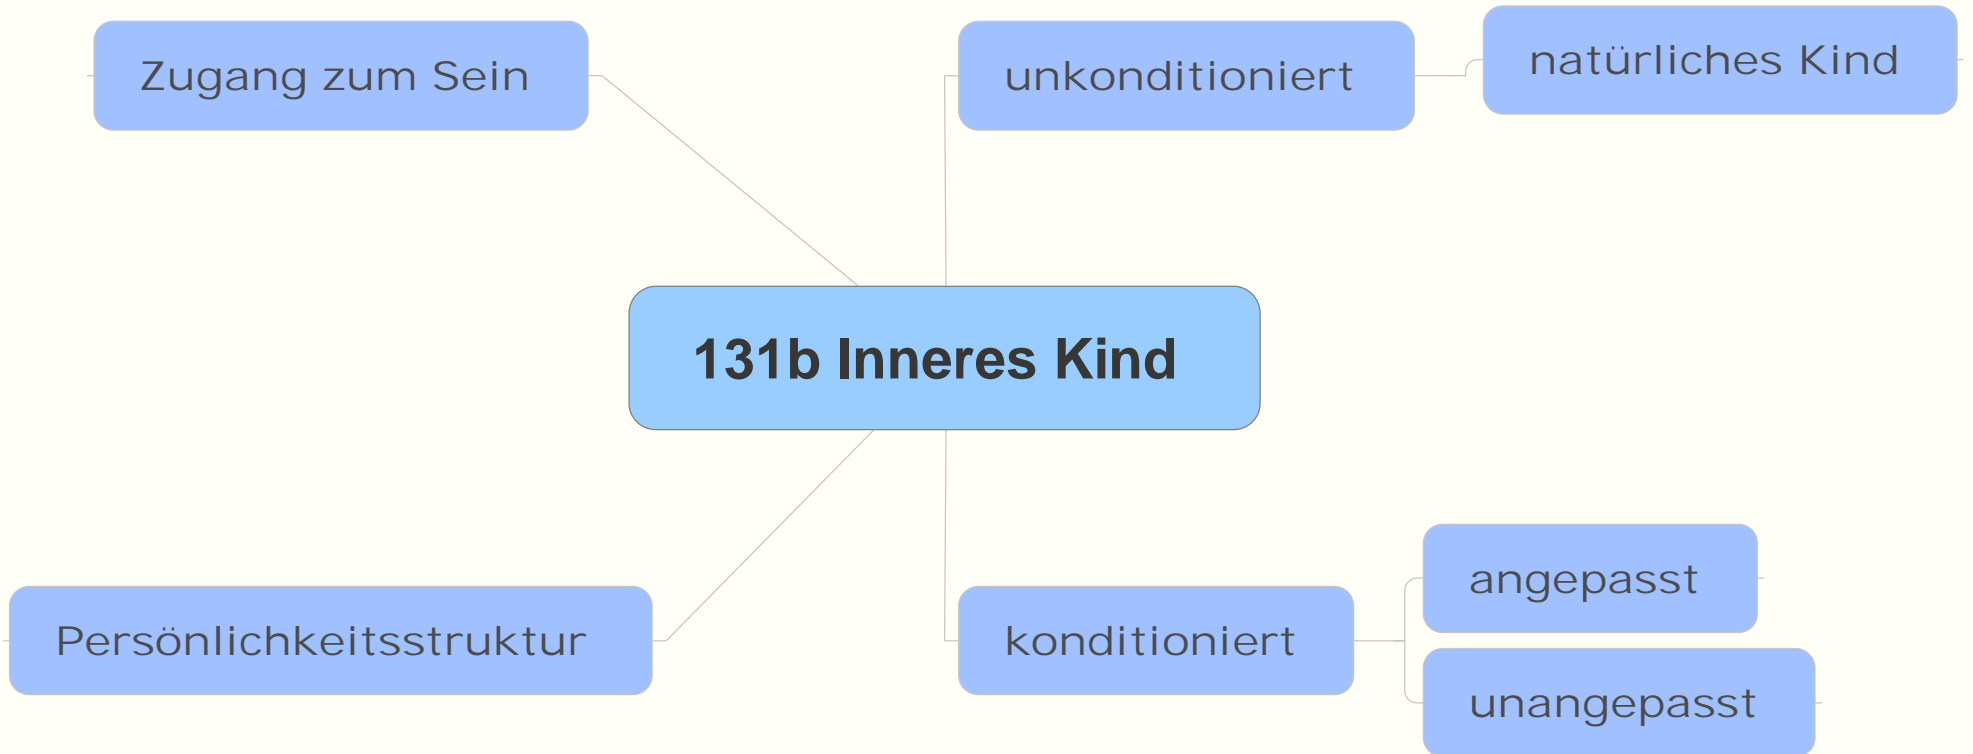 Zugang zum Sein
unkonditioniert
natürliches Kind
131b Inneres Kind
Persönlichkeitsstruktur
konditioniert
angepasst
unangepasst